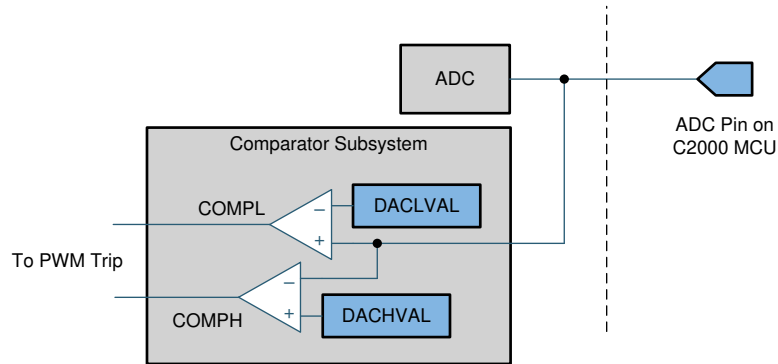 ADC
ADC Pin on
C2000 MCU
Comparator Subsystem
COMPL
−
DACLVAL
+
To PWM Trip
−
COMPH
+
DACHVAL